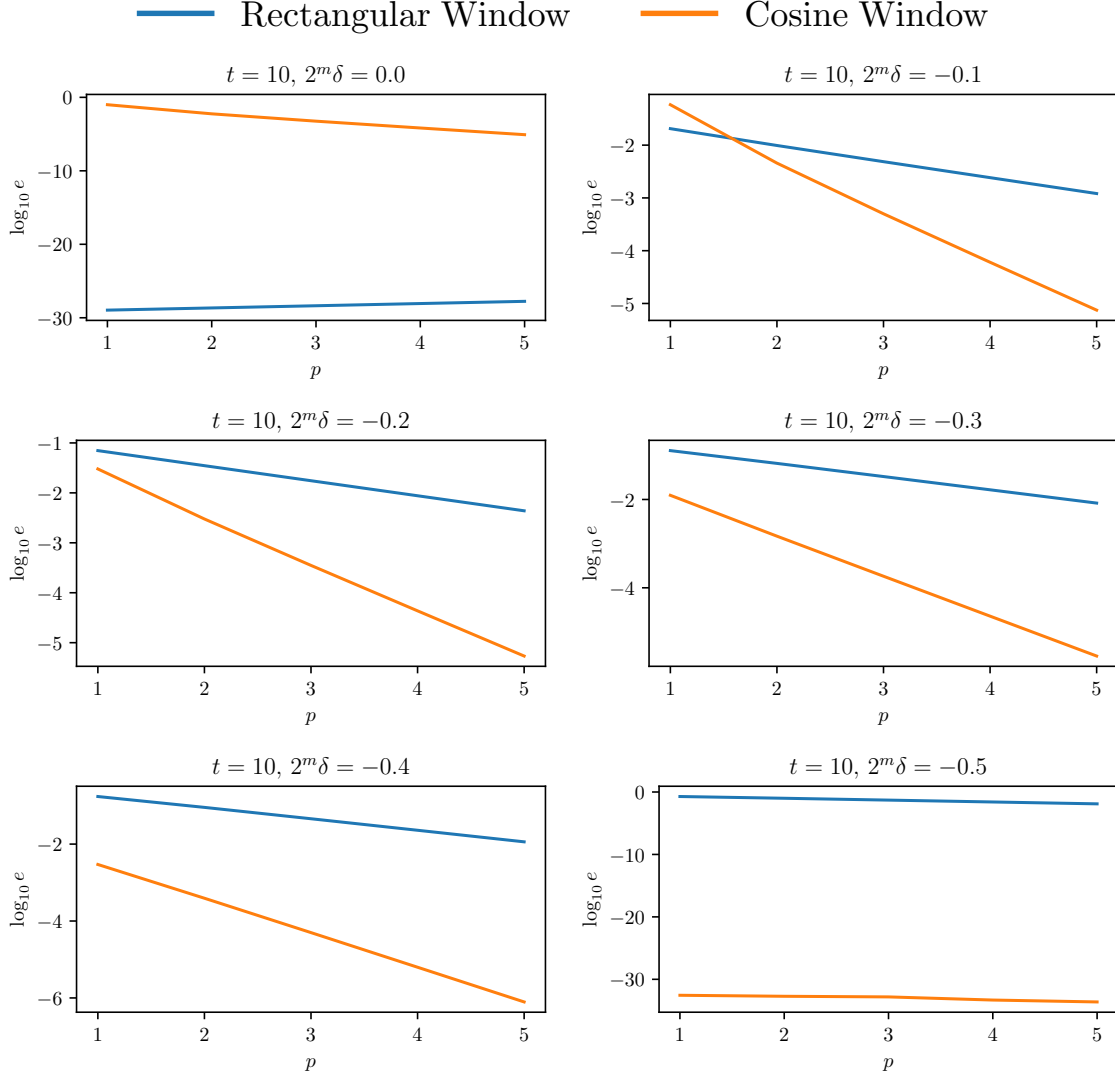 Rectangular Window Cosine Window
t = 10, 2^m δ = 0.0
0
−10
−20
−30
log₁₀ e
1 2 3 4 5
p
t = 10, 2^m δ = −0.1
−2
−3
−4
−5
log₁₀ e
1 2 3 4 5
p
t = 10, 2^m δ = −0.2
−1
−2
−3
−4
−5
log₁₀ e
1 2 3 4 5
p
t = 10, 2^m δ = −0.3
−2
−4
log₁₀ e
1 2 3 4 5
p
t = 10, 2^m δ = −0.4
−2
−4
−6
log₁₀ e
1 2 3 4 5
p
t = 10, 2^m δ = −0.5
0
−10
−20
−30
log₁₀ e
1 2 3 4 5
p